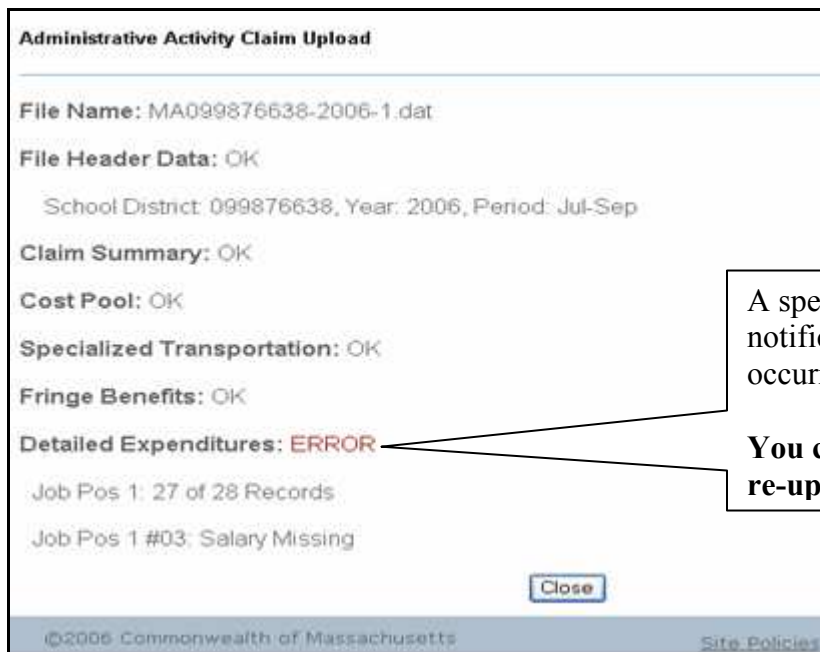 Administrative Activity Claim Upload
File Name: MA099876638-2006-1.dat
File Header Data: OK
School District: 099876638, Year: 2006, Period: Jul-Sep
Claim Summary: OK
Cost Pool: OK
Specialized Transportation: OK
Fringe Benefits: OK
Detailed Expenditures: ERROR
Job Pos 1: 27 of 28 Records
Job Pos 1 #03: Salary Missing
A spe
notifi
occurr
You c
re-up
Close
©2006 Commonwealth of Massachusetts
Site Policies